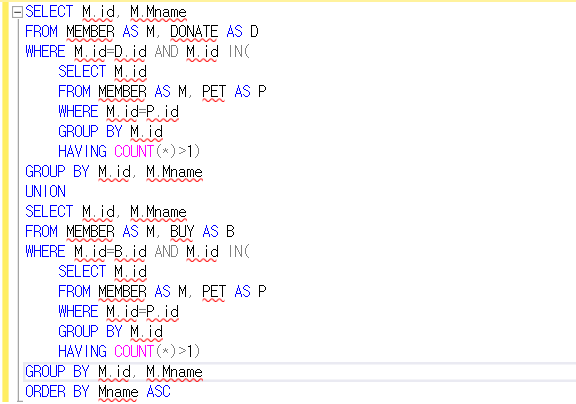 SELECT M.id, M.Mname
FROM MEMBER AS M, DONATE AS D
WHERE M.id=D.id AND M.id IN(
SELECT M.id
FROM MEMBER AS M, PET AS P
WHERE M.id=P.id
GROUP BY M.id
HAVING COUNT(*)>1)
GROUP BY M.id, M.Mname
UNION
SELECT M.id, M.Mname
FROM MEMBER AS M, BUY AS B
WHERE M.id=B.id AND M.id IN(
SELECT M.id
FROM MEMBER AS M, PET AS P
WHERE M.id=P.id
GROUP BY M.id
HAVING COUNT(*)>1)
GROUP BY M.id, M.Mname
ORDER BY Mname ASC